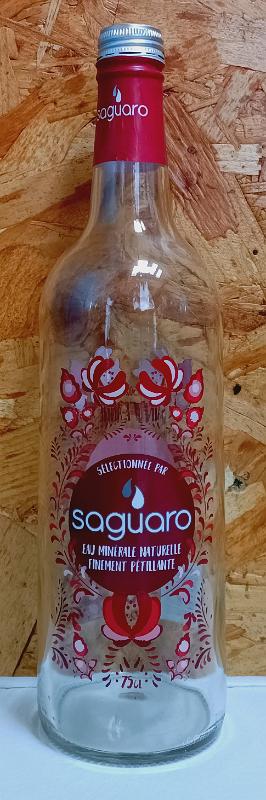 saguaro
SÉLECTIONNÉE PAR
saguaro
EAU MINÉRALE NATURELLE
FINEMENT PÉTILLANTE
75cl